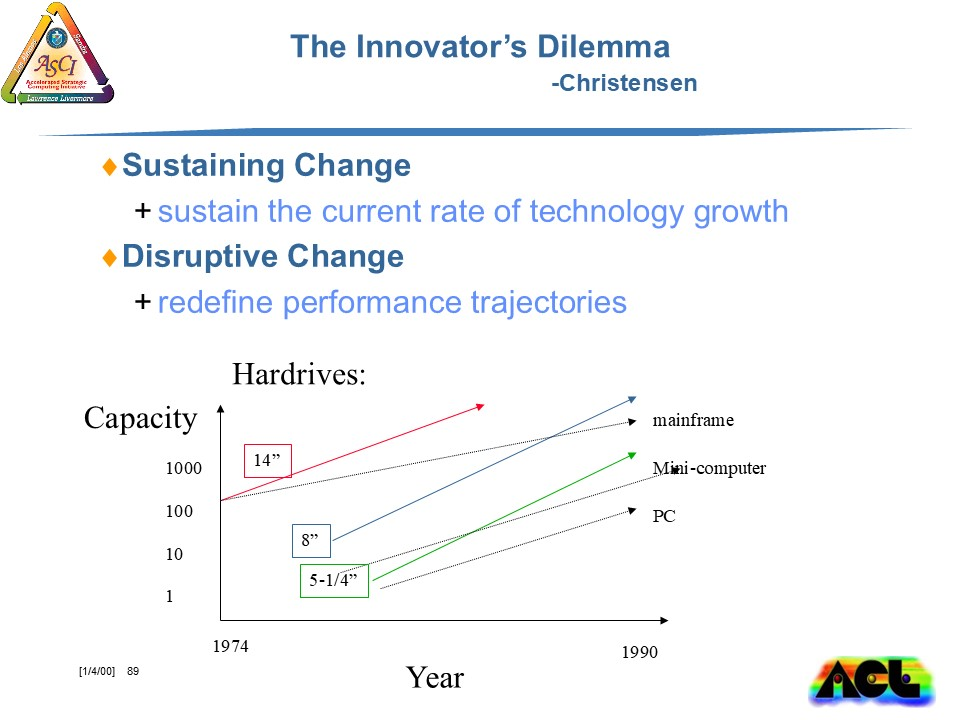 The Innovator’s Dilemma
-Christensen
Los Alamos
Sandia
ASCI
Accelerated Strategic
Computing Initiative
Lawrence Livermore
Sustaining Change
+ sustain the current rate of technology growth
Disruptive Change
+ redefine performance trajectories
Hardrives:
Capacity
1000
100
10
1
14”
8”
5-1/4”
mainframe
Mini-computer
PC
1974
1990
Year
[1/4/00] 89
ACL